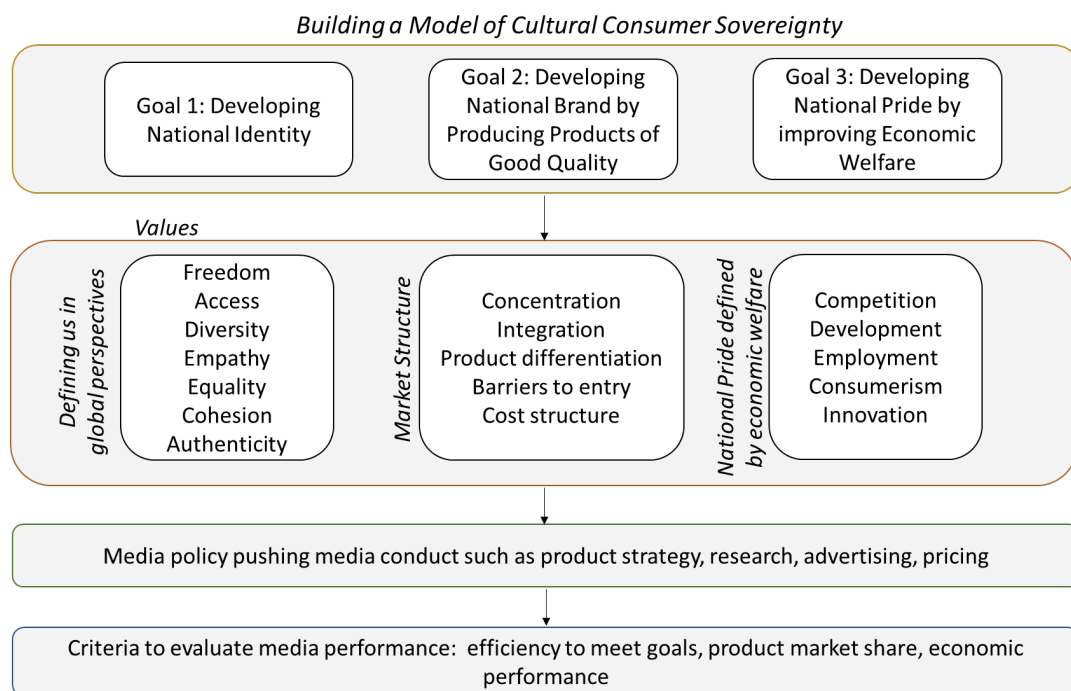 Building a Model of Cultural Consumer Sovereignty
Goal 1: Developing
National Identity
Goal 2: Developing
National Brand by
Producing Products of
Good Quality
Goal 3: Developing
National Pride by
improving Economic
Welfare
Values
Defining us in
global perspectives
Freedom
Access
Diversity
Empathy
Equality
Cohesion
Authenticity
Market Structure
Concentration
Integration
Product differentiation
Barriers to entry
Cost structure
National Pride defined
by economic welfare
Competition
Development
Employment
Consumerism
Innovation
Media policy pushing media conduct such as product strategy, research, advertising, pricing
Criteria to evaluate media performance: efficiency to meet goals, product market share, economic
performance